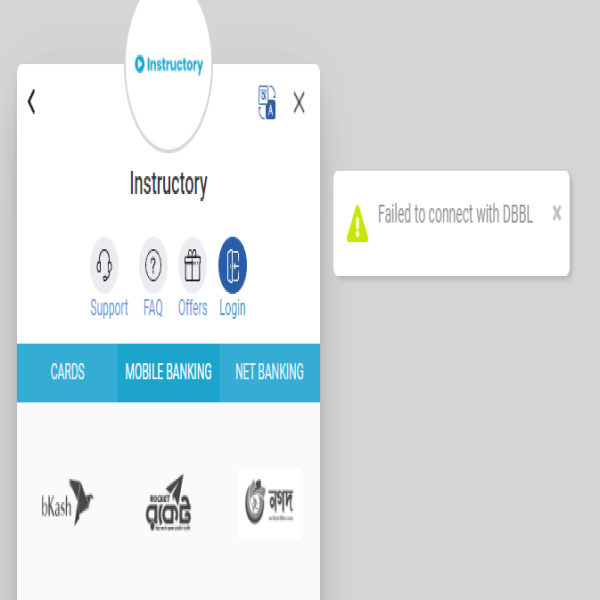 Instructory
অ
A
Instructory
Failed to connect with DBBL
Support FAQ Offers Login
CARDS MOBILE BANKING NET BANKING
bKash
ROCKET
রকেট
নগদ